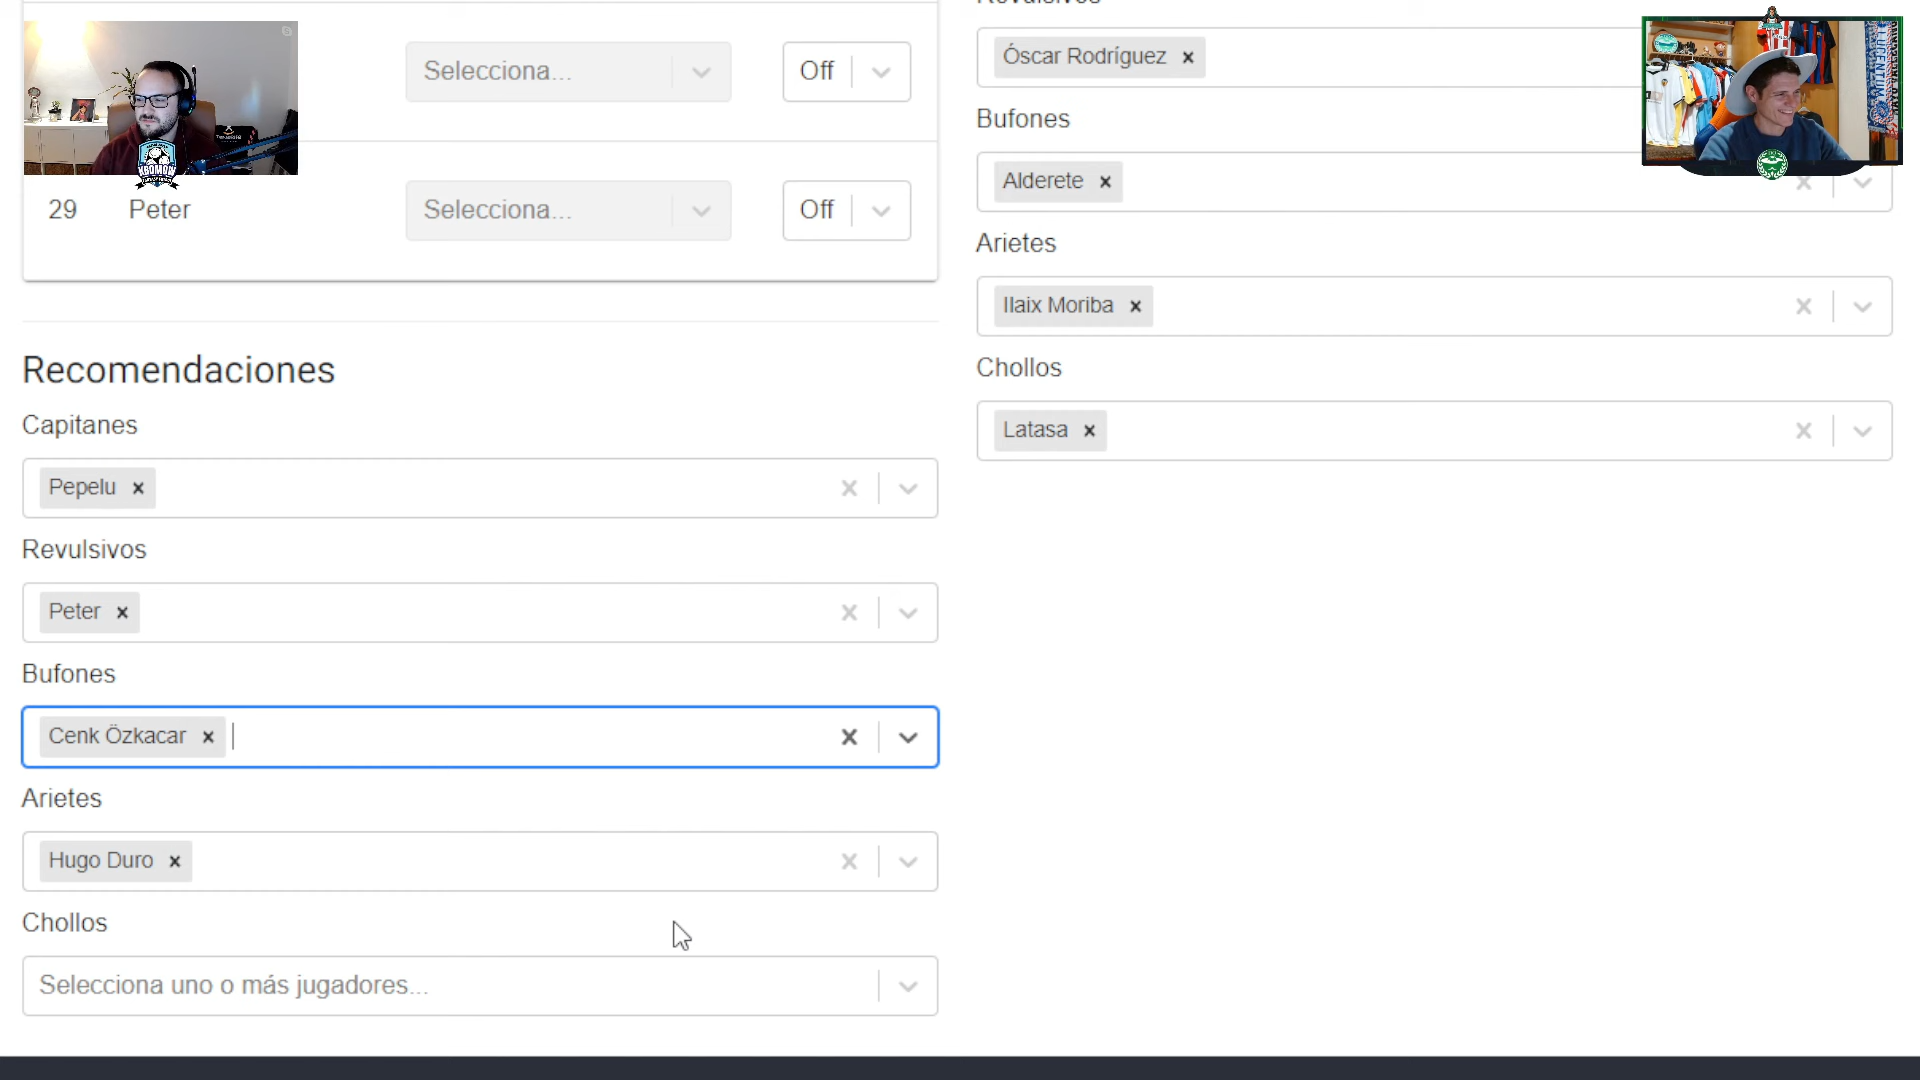 Selecciona...
Off
29
Peter
Selecciona...
Off
Recomendaciones
Capitanes
Pepelu
Revulsivos
Peter
Bufones
Cenk Özkacar
Arietes
Hugo Duro
Chollos
Selecciona uno o más jugadores...
Óscar Rodríguez
Bufones
Alderete
Arietes
Ilaix Moriba
Chollos
Latasa